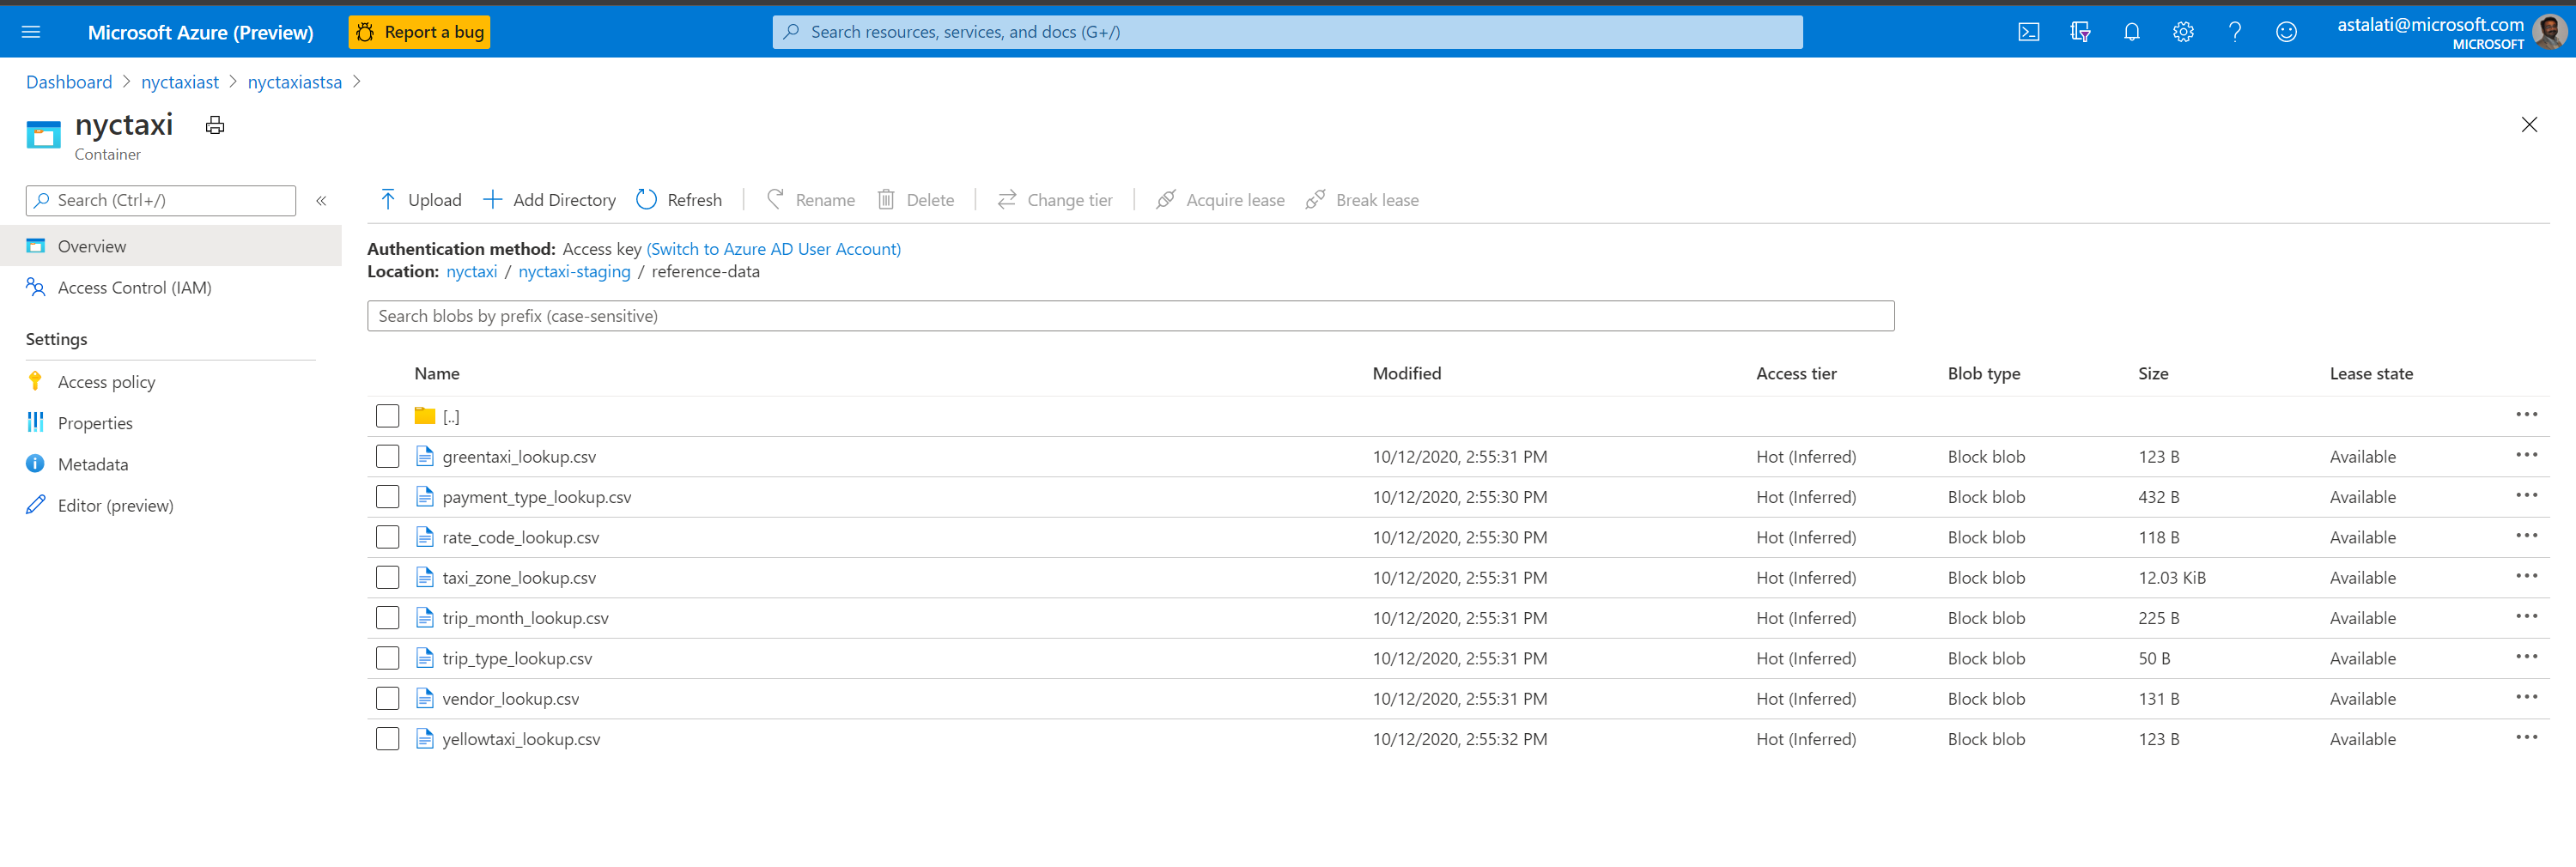 Microsoft Azure (Preview) Report a bug Search resources, services, and docs (G+/) astalati@microsoft.com
MICROSOFT
Dashboard > nyctaxiast > nyctaxiastsa >
nyctaxi
Container
Search (Ctrl+/) «
Overview
Access Control (IAM)
Settings
Access policy
Properties
Metadata
Editor (preview)
Upload Add Directory Refresh Rename Delete Change tier Acquire lease Break lease
Authentication method: Access key (Switch to Azure AD User Account)
Location: nyctaxi / nyctaxi-staging / reference-data
Search blobs by prefix (case-sensitive)
Name Modified Access tier Blob type Size Lease state
[..] •••
greentaxi_lookup.csv 10/12/2020, 2:55:31 PM Hot (Inferred) Block blob 123 B Available •••
payment_type_lookup.csv 10/12/2020, 2:55:30 PM Hot (Inferred) Block blob 432 B Available •••
rate_code_lookup.csv 10/12/2020, 2:55:30 PM Hot (Inferred) Block blob 118 B Available •••
taxi_zone_lookup.csv 10/12/2020, 2:55:31 PM Hot (Inferred) Block blob 12.03 KiB Available •••
trip_month_lookup.csv 10/12/2020, 2:55:31 PM Hot (Inferred) Block blob 225 B Available •••
trip_type_lookup.csv 10/12/2020, 2:55:31 PM Hot (Inferred) Block blob 50 B Available •••
vendor_lookup.csv 10/12/2020, 2:55:31 PM Hot (Inferred) Block blob 131 B Available •••
yellowtaxi_lookup.csv 10/12/2020, 2:55:32 PM Hot (Inferred) Block blob 123 B Available •••